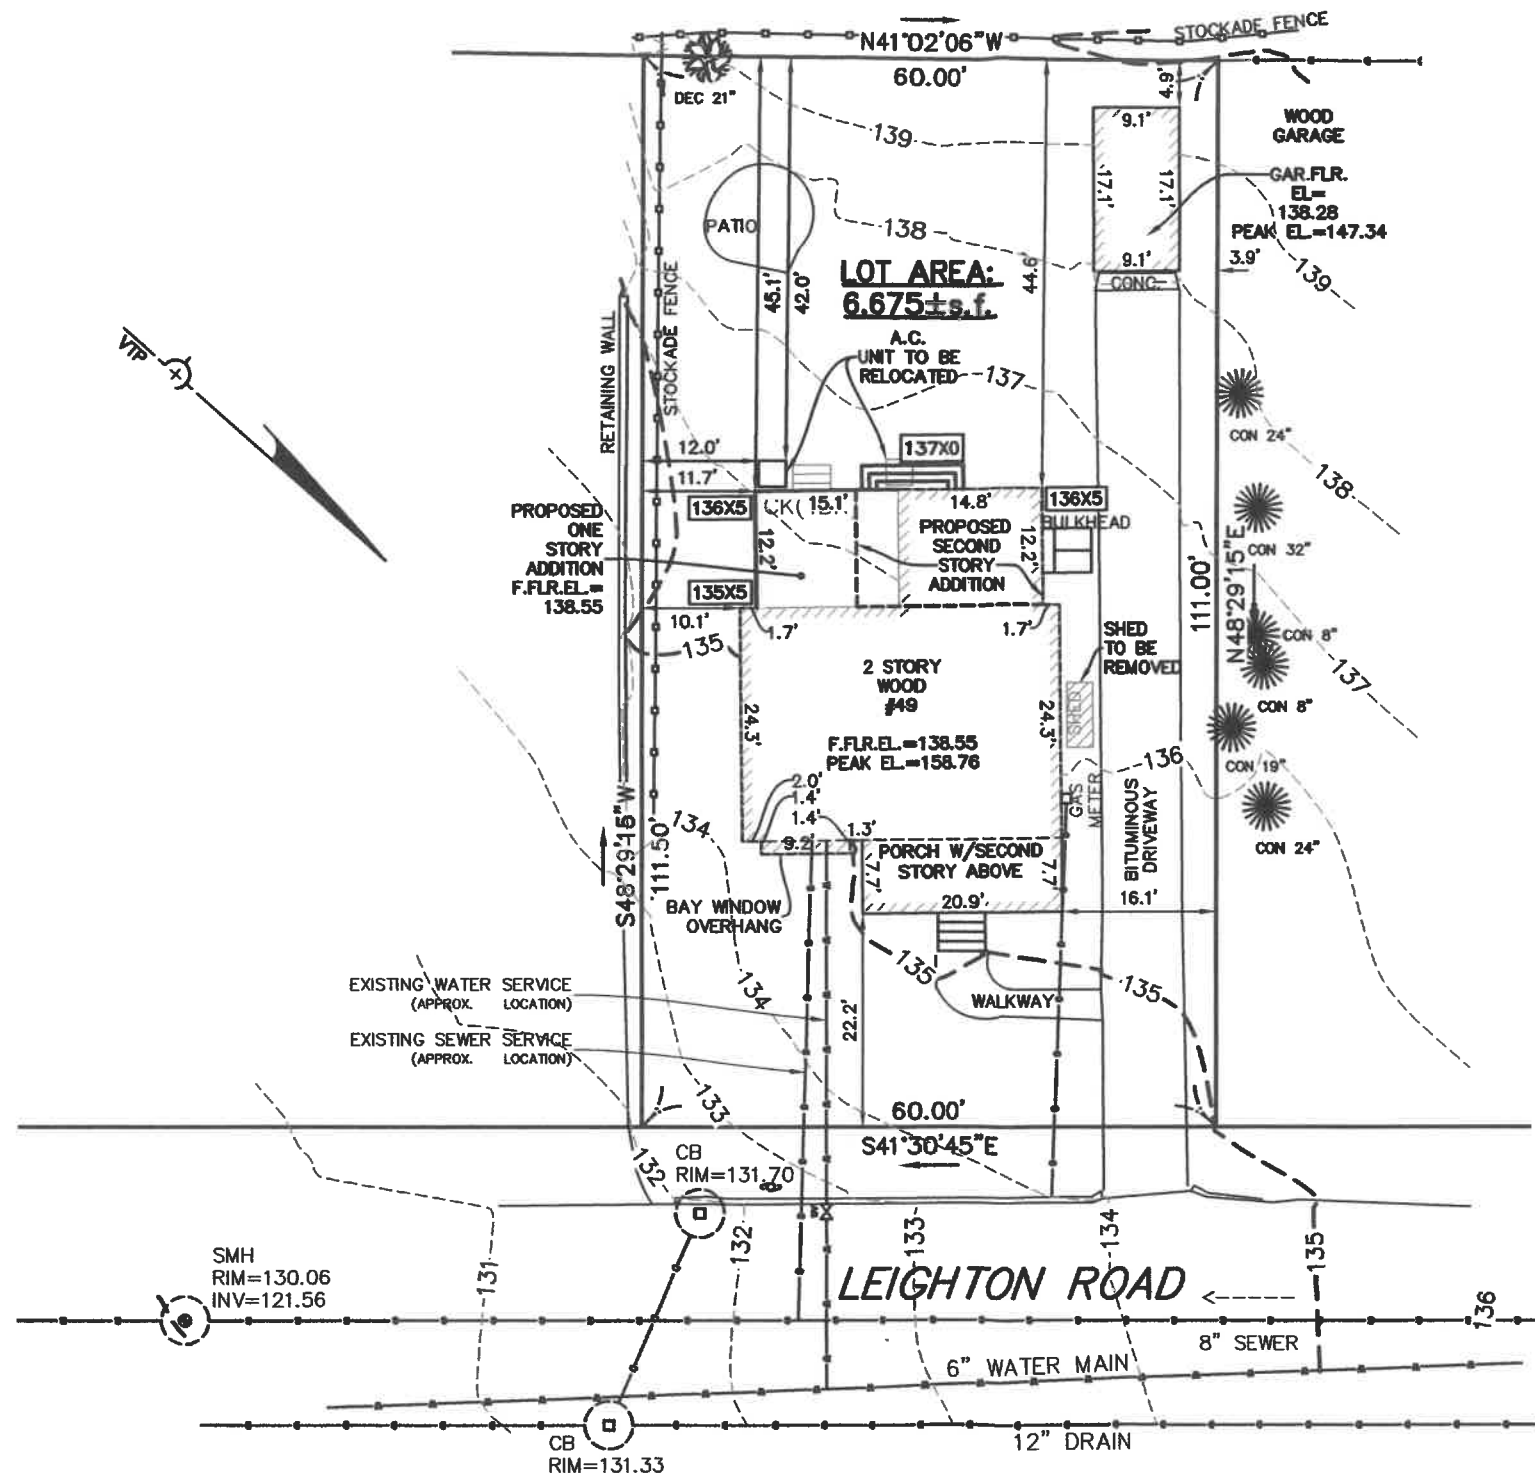 STOCKADE FENCE
N41°02'06"W
60.00'
DEC 21"
4.9'
139
9.1'
WOOD
GARAGE
17.1'
17.1'
GAR.FLR.
EL=
138.28
PEAK EL.=147.34
PATIO
138
9.1'
3.9'
139
CONC.
LOT AREA:
6.675±s.f.
45.1'
42.0'
44.6'
A.C.
UNIT TO BE
RELOCATED
137
VTP
RETAINING WALL
STOCKADE FENCE
CON 24"
138
12.0'
137X0
11.7'
136X5
15.1'
14.8'
136X5
BULKHEAD
CON 32"
PROPOSED
ONE
STORY
ADDITION
F.FLR.EL.=
138.55
12.2'
PROPOSED
SECOND
STORY
ADDITION
12.2'
111.00'
N48°29'15"E
135X5
10.1'
1.7'
1.7'
135
SHED
TO BE
REMOVED
CON 8"
137
CON 8"
2 STORY
WOOD
#49
24.3'
24.3'
SHED
F.FLR.EL.=138.55
PEAK EL.=158.76
136
CON 19"
2.0'
1.4'
1.4'
9.2'
1.3'
GAS
METER
BITUMINOUS
DRIVEWAY
CON 24"
134
S48°29'15"W
111.50'
PORCH W/SECOND
STORY ABOVE
7.7'
7.7'
20.9'
16.1'
BAY WINDOW
OVERHANG
135
134
135
WALKWAY
EXISTING WATER SERVICE
(APPROX. LOCATION)
22.2'
EXISTING SEWER SERVICE
(APPROX. LOCATION)
133
60.00'
S41°30'45"E
132
CB
RIM=131.70
132
133
134
135
131
SMH
RIM=130.06
INV=121.56
LEIGHTON ROAD
136
8" SEWER
6" WATER MAIN
12" DRAIN
CB
RIM=131.33